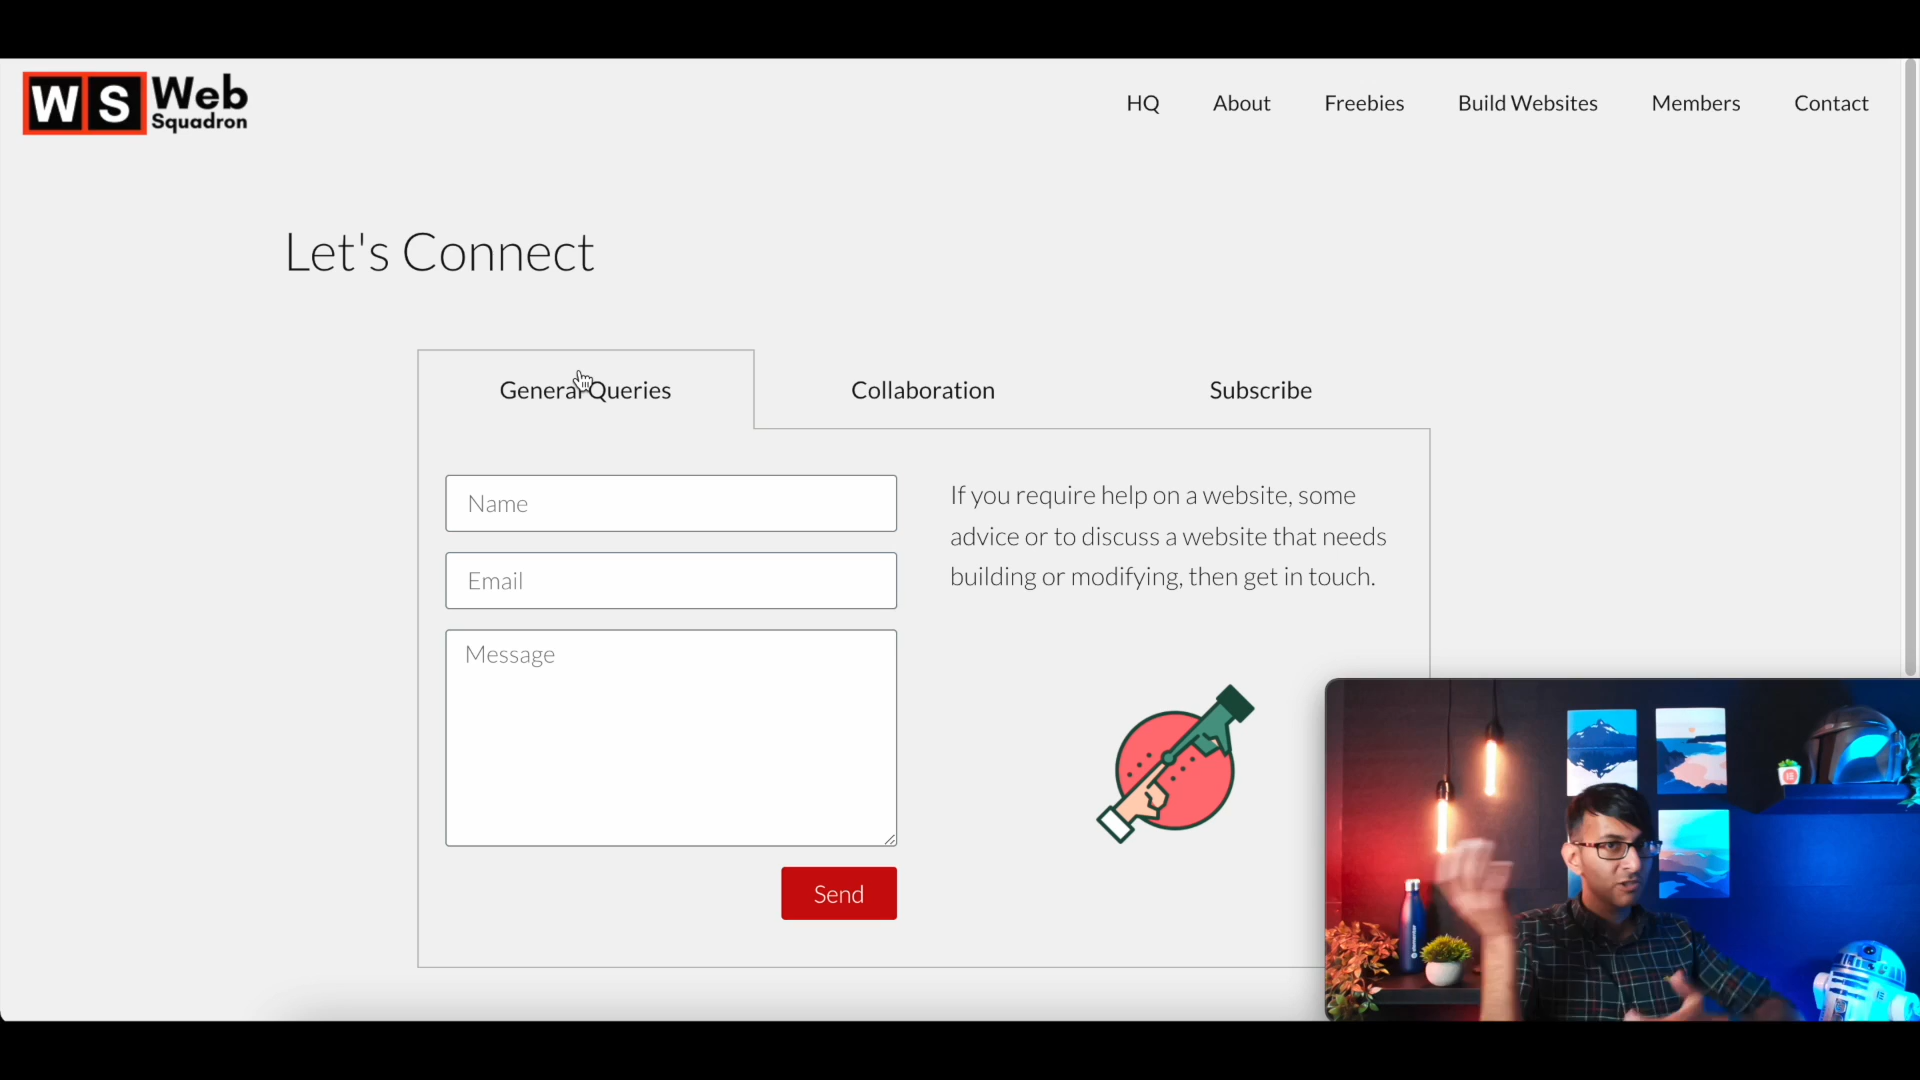 WS Web
Squadron
HQ About Freebies Build Websites Members Contact
Let's Connect
General Queries Collaboration Subscribe
Name
Email
Message
Send
If you require help on a website, some
advice or to discuss a website that needs
building or modifying, then get in touch.